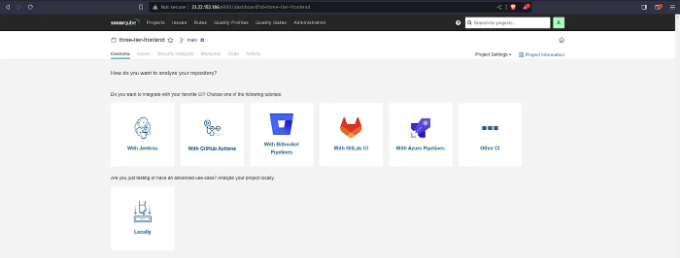 Not secure 23.22.152.186:9000/dashboard?id=three-tier-frontend
sonarqube Projects Issues Rules Quality Profiles Quality Gates Administration Search for projects... A
three-tier-frontend main
Overview Issues Security Hotspots Measures Code Activity Project Settings Project Information
How do you want to analyze your repository?
Do you want to integrate with your favorite CI? Choose one of the following tutorials.
With Jenkins With GitHub Actions With Bitbucket Pipelines With GitLab CI With Azure Pipelines Other CI
Are you just testing or have an advanced use-case? Analyze your project locally.
Locally